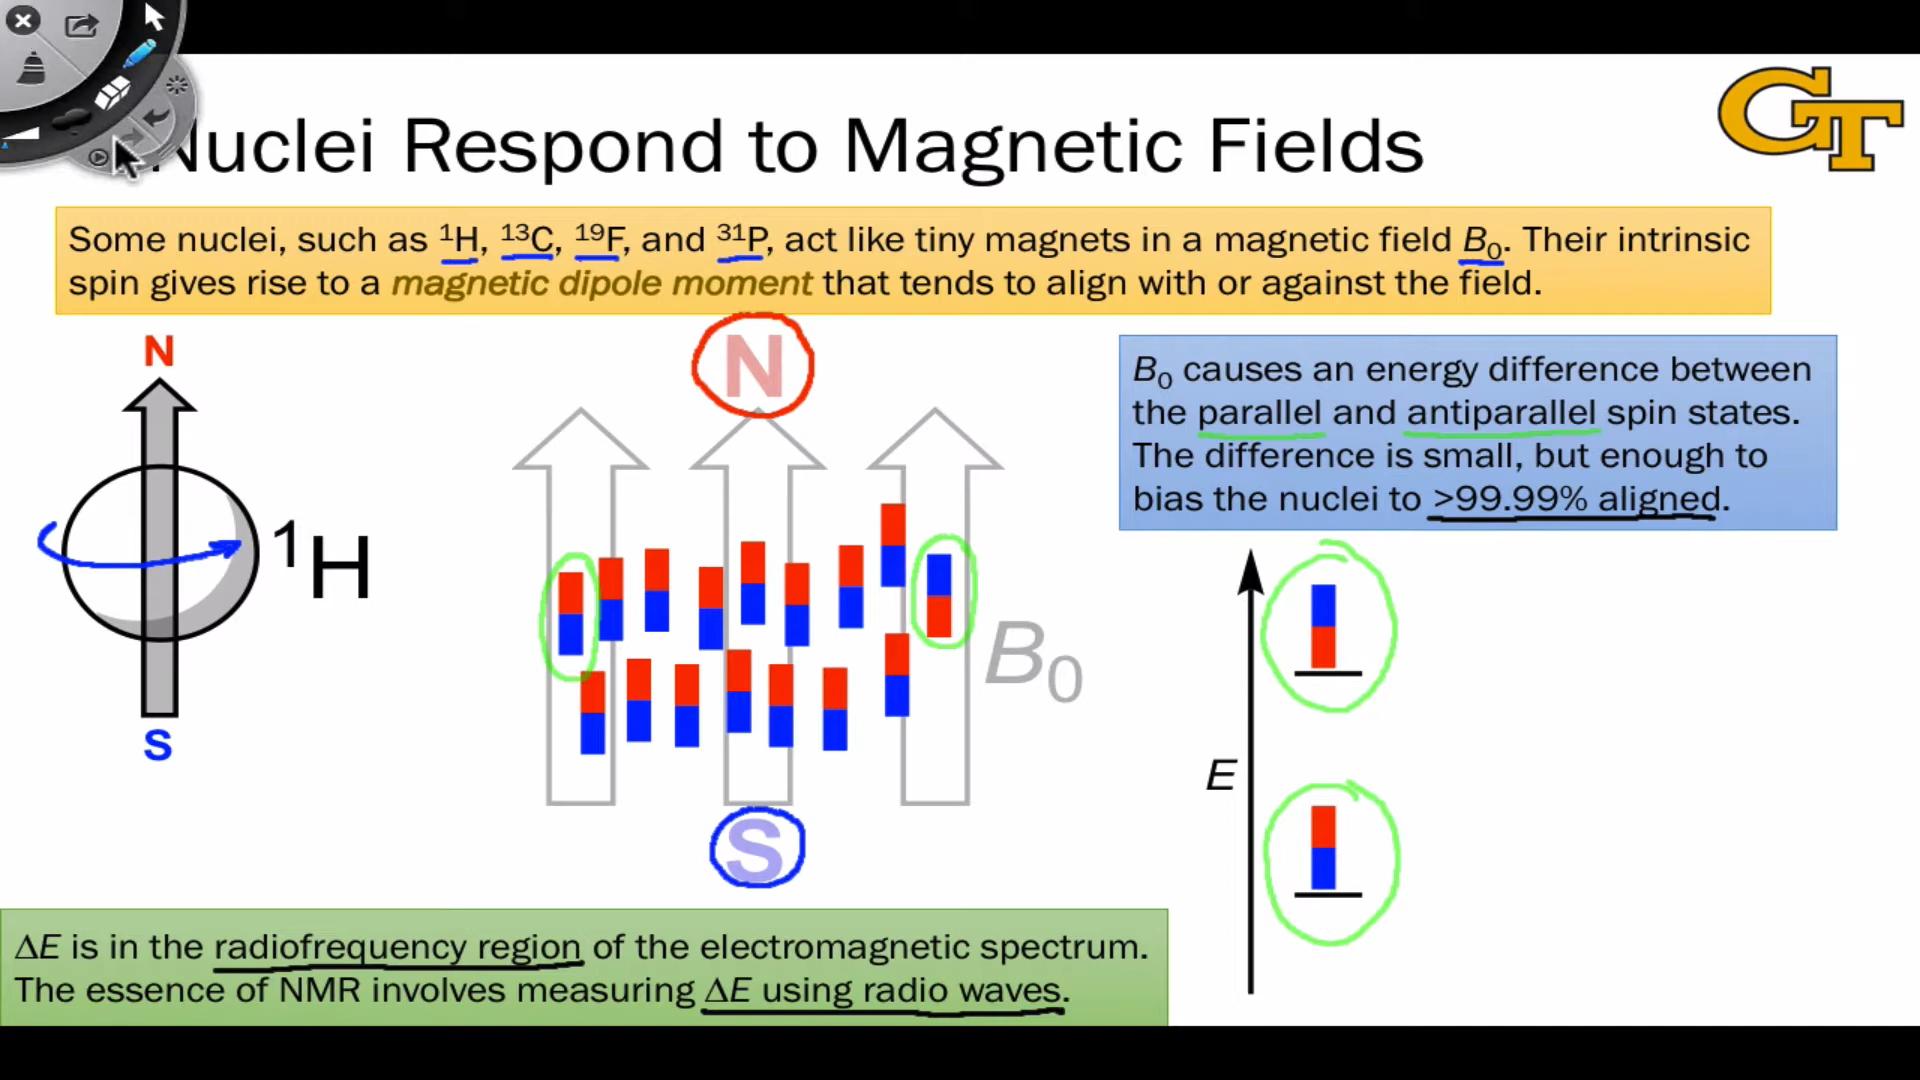 Nuclei Respond to Magnetic Fields
GT
Some nuclei, such as ¹H, ¹³C, ¹⁹F, and ³¹P, act like tiny magnets in a magnetic field B₀. Their intrinsic
spin gives rise to a magnetic dipole moment that tends to align with or against the field.
N
S
¹H
N
S
B₀
B₀ causes an energy difference between
the parallel and antiparallel spin states.
The difference is small, but enough to
bias the nuclei to >99.99% aligned.
E
ΔE is in the radiofrequency region of the electromagnetic spectrum.
The essence of NMR involves measuring ΔE using radio waves.